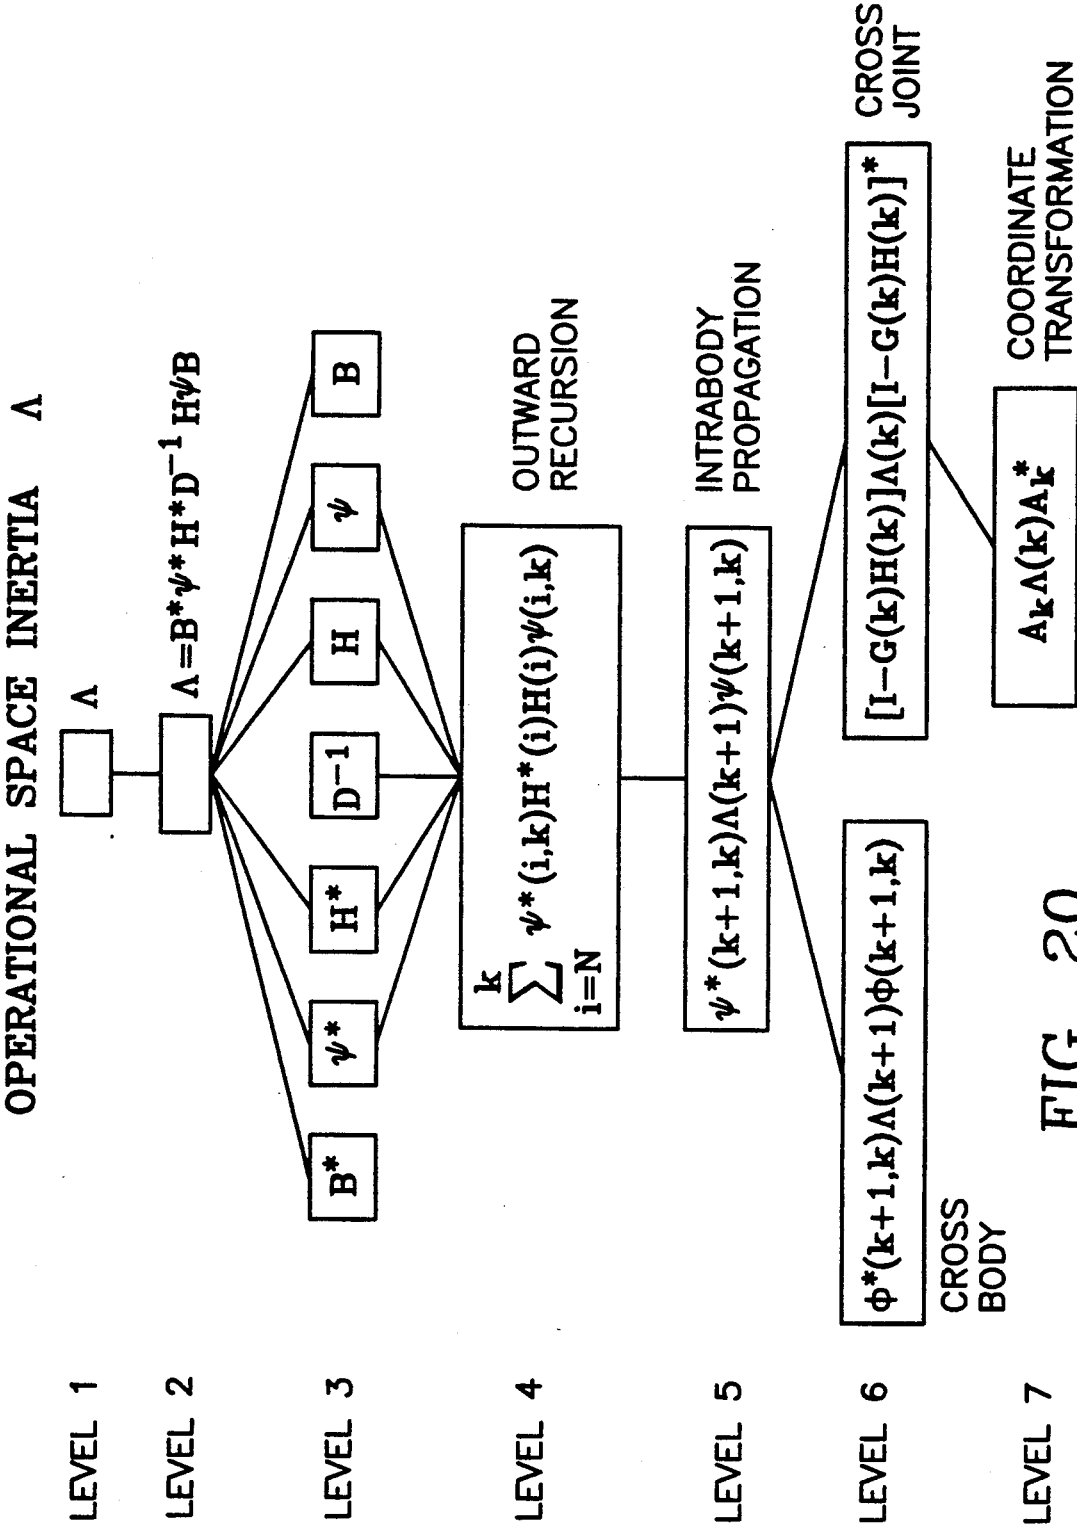 OPERATIONAL SPACE INERTIA Λ
LEVEL 1
Λ
LEVEL 2
Λ=B*ψ*H*D⁻¹HψB
LEVEL 3
B*
ψ*
H*
D⁻¹
H
ψ
B
LEVEL 4
k
∑ ψ*(i,k)H*(i)H(i)ψ(i,k)
i=N
OUTWARD
RECURSION
LEVEL 5
ψ*(k+1,k)Λ(k+1)ψ(k+1,k)
INTRABODY
PROPAGATION
LEVEL 6
ϕ*(k+1,k)Λ(k+1)ϕ(k+1,k)
CROSS
BODY
[I-G(k)H(k)]Λ(k)[I-G(k)H(k)]*
CROSS
JOINT
LEVEL 7
AₖΛ(k)Aₖ*
COORDINATE
TRANSFORMATION
FIG 20